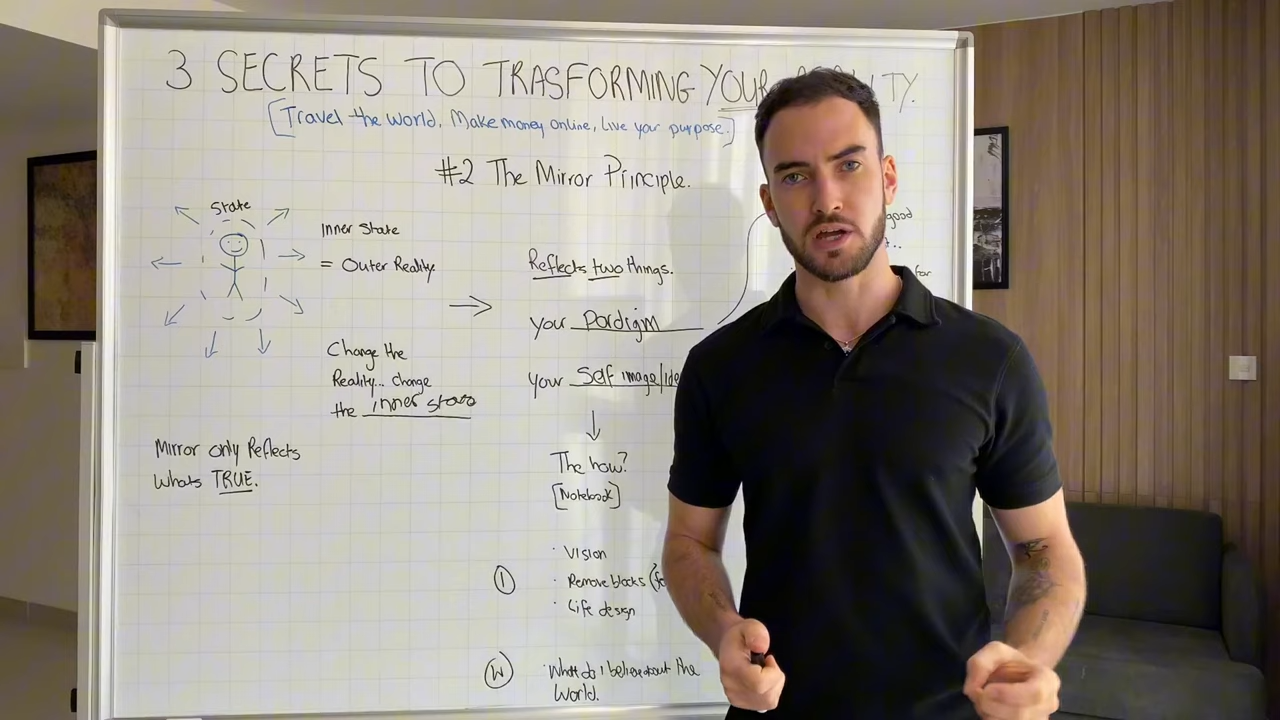 3 SECRETS TO TRASFORMING YOUR
[Travel the world, Make money online, Live your purpose.]
#2 The Mirror Principle.
State
Inner State
= Outer Reality.
Change the
Reality... change
the inner state
Mirror only Reflects
Whats TRUE.
Reflects two things.
your paradigm
your Self image/Ide
The how?
[Notebook]
I
· Vision
· Remove blocks (
· Life design
W
· What do I believe about the
World.
good
for